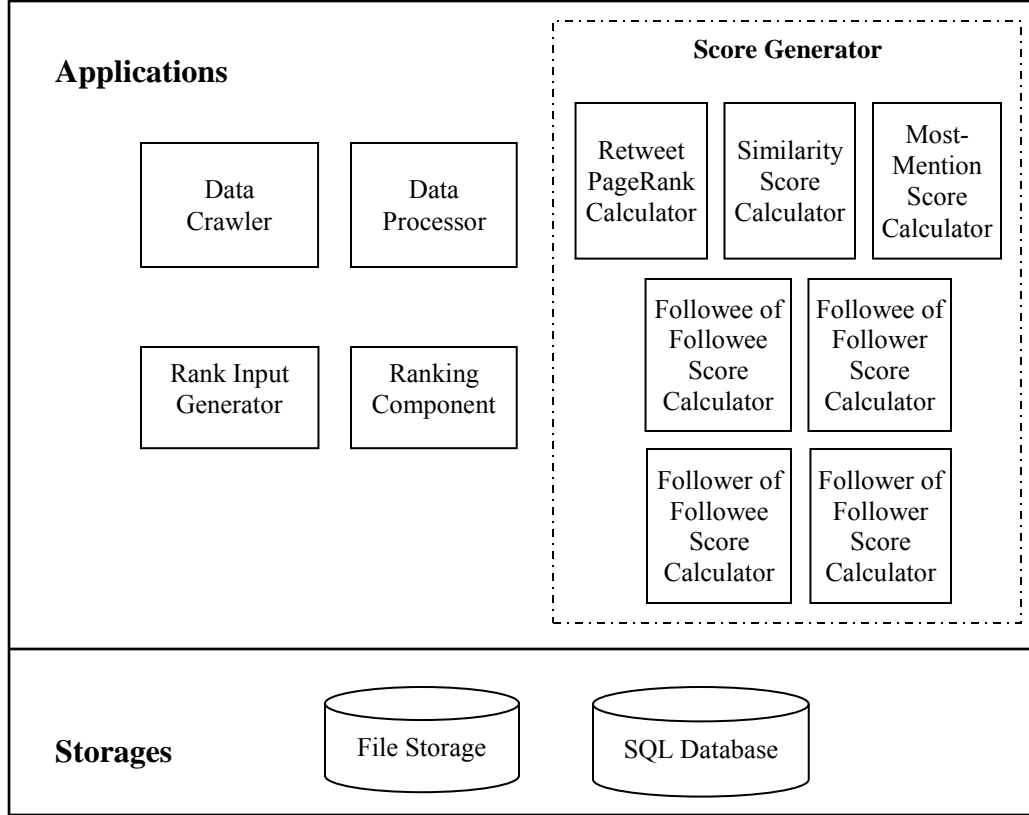 Applications
Score Generator
Data
Crawler
Data
Processor
Rank Input
Generator
Ranking
Component
Retweet
PageRank
Calculator
Similarity
Score
Calculator
Most-
Mention
Score
Calculator
Followee of
Followee
Score
Calculator
Followee of
Follower
Score
Calculator
Follower of
Followee
Score
Calculator
Follower of
Follower
Score
Calculator
Storages
File Storage
SQL Database